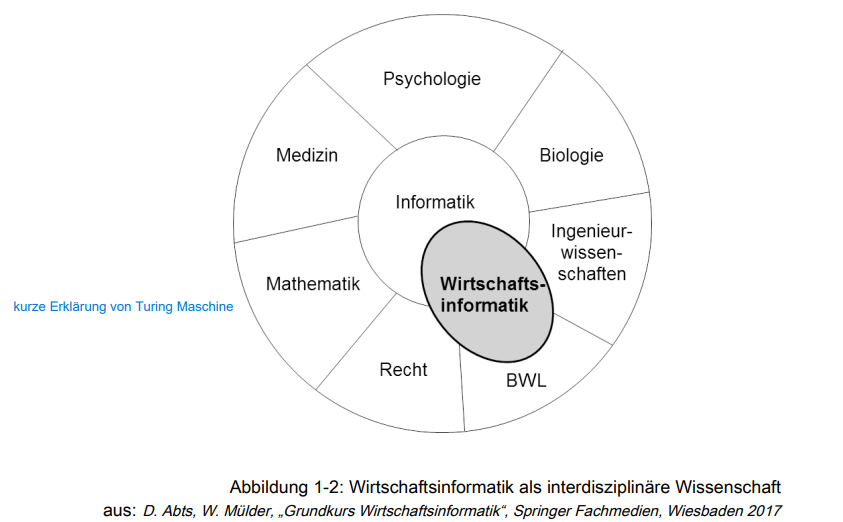 Psychologie
Medizin
Biologie
Informatik
Ingenieur-
wissen-
schaften
Mathematik
Wirtschafts-
informatik
kurze Erklärung von Turing Maschine
Recht
BWL
Abbildung 1-2: Wirtschaftsinformatik als interdisziplinäre Wissenschaft
aus: D. Abts, W. Mülder, „Grundkurs Wirtschaftsinformatik“, Springer Fachmedien, Wiesbaden 2017